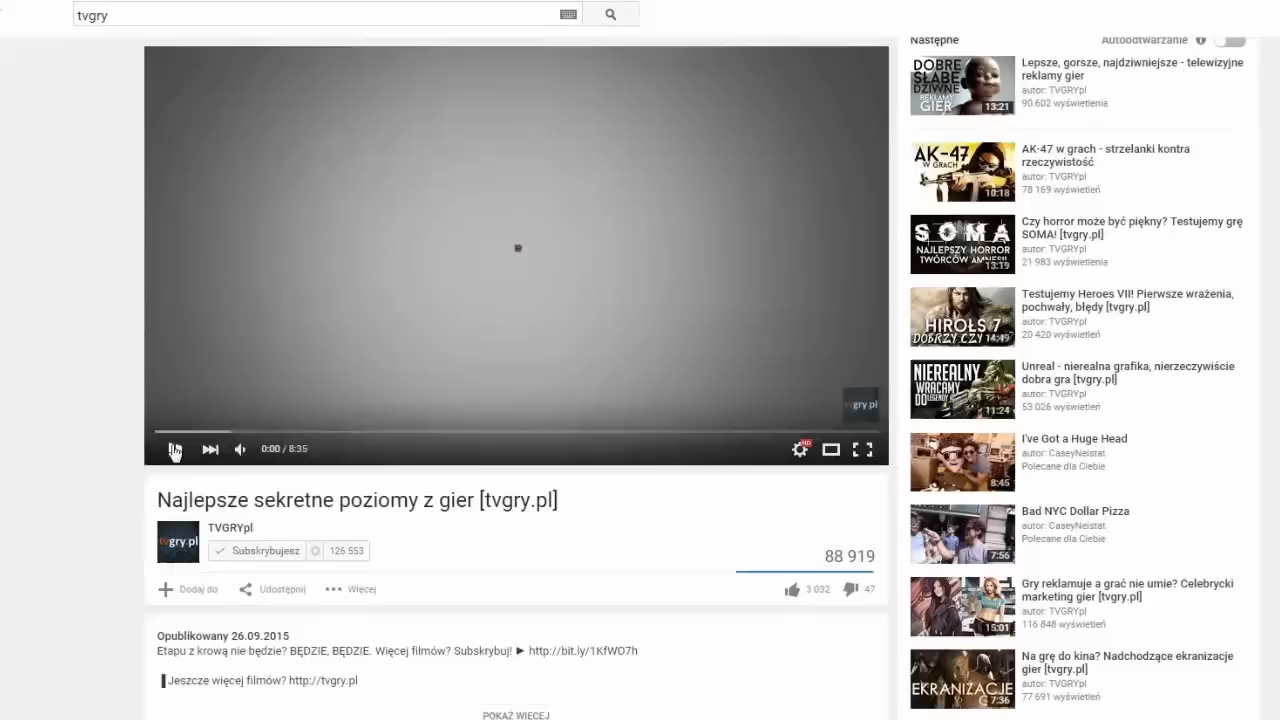 tvgry
gry.pl
0:00 / 8:35
HD
Najlepsze sekretne poziomy z gier [tvgry.pl]
tvgry.pl
TVGRYpl
Subskrybujesz
126 553
88 919
Dodaj do
Udostępnij
Więcej
3 032
47
Opublikowany 26.09.2015
Etapu z krową nie będzie? BĘDZIE, BĘDZIE. Więcej filmów? Subskrybuj! ► http://bit.ly/1KfWO7h
Jeszcze więcej filmów? http://tvgry.pl
POKAŻ WIĘCEJ
Następne
Autoodtwarzanie
DOBRE
SŁABE
DZIWNE
REKLAMY
GIER
13:21
Lepsze, gorsze, najdziwniejsze - telewizyjne
reklamy gier
autor: TVGRYpl
90 602 wyświetlenia
AK-47
W GRACH
10:18
AK-47 w grach - strzelanki kontra
rzeczywistość
autor: TVGRYpl
78 169 wyświetleń
SOMA
NAJLEPSZY HORROR
TWÓRCÓW AMNESII
13:19
Czy horror może być piękny? Testujemy grę
SOMA! [tvgry.pl]
autor: TVGRYpl
21 983 wyświetlenia
HIROŁS 7
DOBRZY CZY
14:49
Testujemy Heroes VII! Pierwsze wrażenia,
pochwały, błędy [tvgry.pl]
autor: TVGRYpl
20 420 wyświetleń
NIEREALNY
WRACAMY
DO LEGENDY
11:24
Unreal - nierealna grafika, nierzeczywiście
dobra gra [tvgry.pl]
autor: TVGRYpl
53 026 wyświetleń
8:45
I've Got a Huge Head
autor: CaseyNeistat
Polecane dla Ciebie
7:56
Bad NYC Dollar Pizza
autor: CaseyNeistat
Polecane dla Ciebie
15:01
Gry reklamuje a grać nie umie? Celebrycki
marketing gier [tvgry.pl]
autor: TVGRYpl
116 848 wyświetleń
EKRANIZACJE
7:36
Na grę do kina? Nadchodzące ekranizacje
gier [tvgry.pl]
autor: TVGRYpl
77 691 wyświetleń